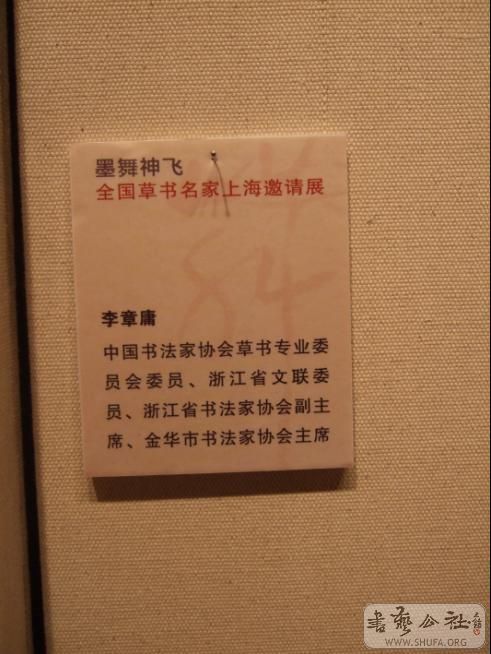 墨舞神飞
全国草书名家上海邀请展
李章庸
中国书法家协会草书专业委
员会委员、浙江省文联委
员、浙江省书法家协会副主
席、金华市书法家协会主席
書藝公社
WWW.SHUFA.ORG